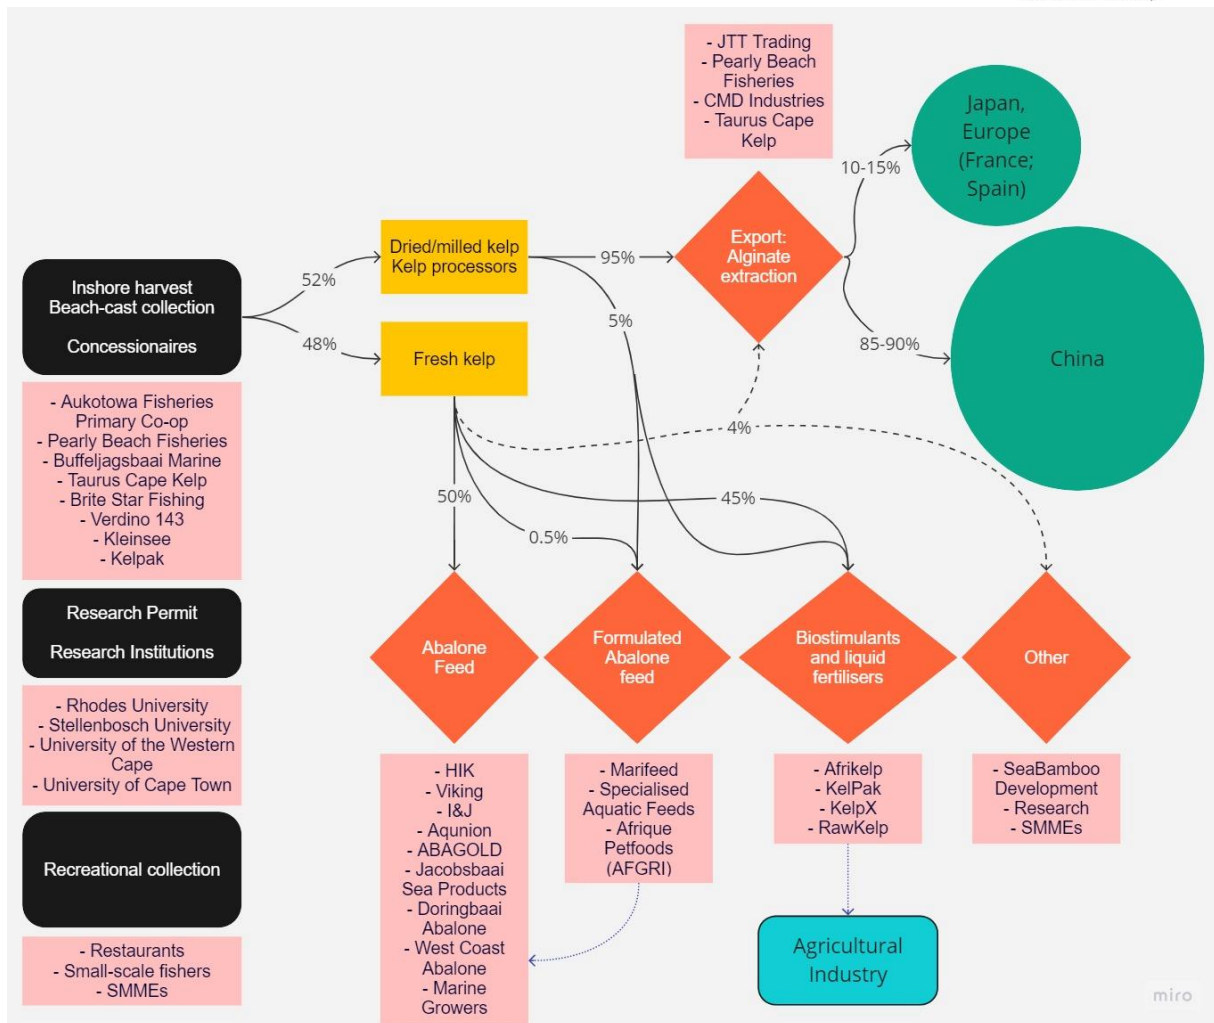 - JTT Trading
- Pearly Beach
Fisheries
- CMD Industries
- Taurus Cape
Kelp
Japan,
Europe
(France;
Spain)
10-15%
Export:
Alginate
extraction
85-90%
China
Inshore harvest
Beach-cast collection
Concessionaires
52%
48%
Dried/milled kelp
Kelp processors
95%
5%
Fresh kelp
4%
50%
0.5%
45%
- Aukotowa Fisheries
Primary Co-op
- Pearly Beach Fisheries
- Buffeljagsbaai Marine
- Taurus Cape Kelp
- Brite Star Fishing
- Verdino 143
- Kleinsee
- Kelpak
Research Permit
Research Institutions
- Rhodes University
- Stellenbosch University
- University of the Western
Cape
- University of Cape Town
Recreational collection
- Restaurants
- Small-scale fishers
- SMMEs
Abalone
Feed
Formulated
Abalone
feed
Biostimulants
and liquid
fertilisers
Other
- HIK
- Viking
- I&J
- Aqunion
- ABAGOLD
- Jacobsbaai
Sea Products
- Doringbaai
Abalone
- West Coast
Abalone
- Marine
Growers
- Marifeed
- Specialised
Aquatic Feeds
- Afrique
Petfoods
(AFGRI)
- Afrikelp
- KelPak
- KelpX
- RawKelp
- SeaBamboo
Development
- Research
- SMMEs
Agricultural
Industry
miro